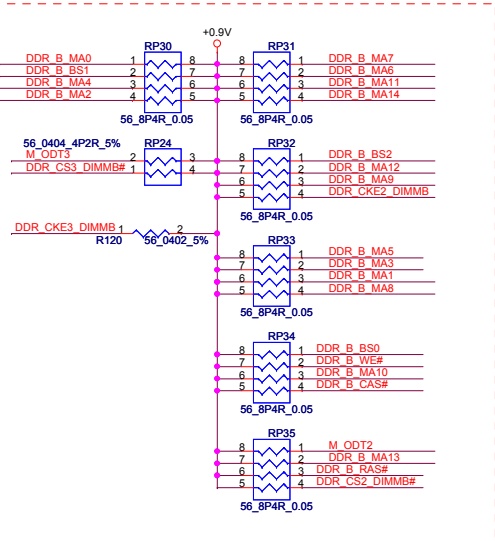 +0.9V
RP30
DDR_B_MA0 1 8
DDR_B_BS1 2 7
DDR_B_MA4 3 6
DDR_B_MA2 4 5
56_8P4R_0.05
RP31
8 1 DDR_B_MA7
7 2 DDR_B_MA6
6 3 DDR_B_MA11
5 4 DDR_B_MA14
56_8P4R_0.05
56_0404_4P2R_5% RP24
M_ODT3 2 3
DDR_CS3_DIMMB# 1 4
RP32
8 1 DDR_B_BS2
7 2 DDR_B_MA12
6 3 DDR_B_MA9
5 4 DDR_CKE2_DIMMB
56_8P4R_0.05
DDR_CKE3_DIMMB 1 2
R120 56_0402_5%
RP33
8 1 DDR_B_MA5
7 2 DDR_B_MA3
6 3 DDR_B_MA1
5 4 DDR_B_MA8
56_8P4R_0.05
RP34
8 1 DDR_B_BS0
7 2 DDR_B_WE#
6 3 DDR_B_MA10
5 4 DDR_B_CAS#
56_8P4R_0.05
RP35
8 1 M_ODT2
7 2 DDR_B_MA13
6 3 DDR_B_RAS#
5 4 DDR_CS2_DIMMB#
56_8P4R_0.05